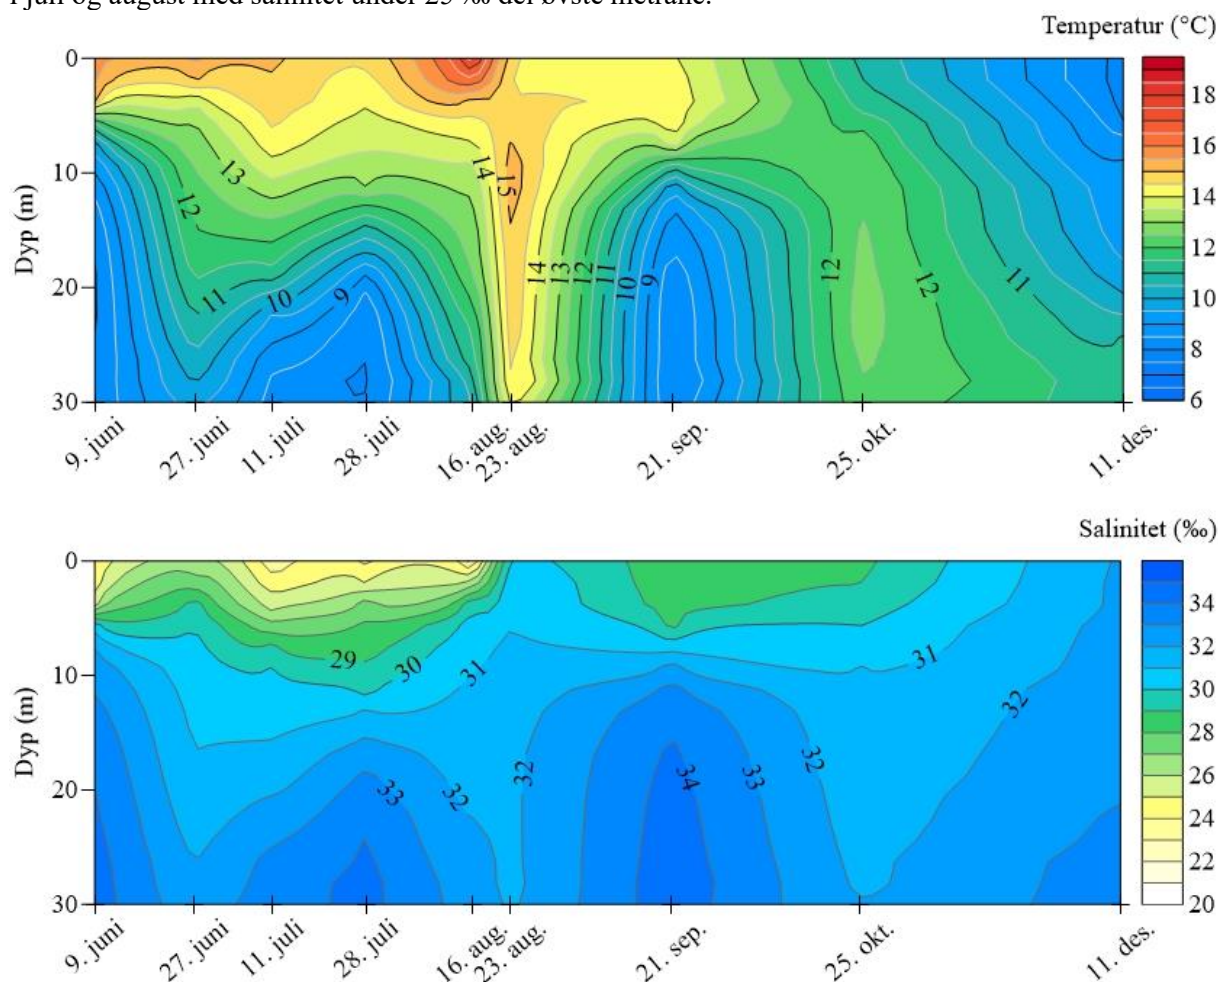 i juli og august med salinitet under 25 ‰ dei øvste metrane.
Temperatur (°C)
0
10
20
30
Dyp (m)
13
12
11
10
9
14
15
14
13
12
11
10
9
12
12
11
18
16
14
12
10
8
6
9. juni
27. juni
11. juli
28. juli
16. aug.
23. aug.
21. sep.
25. okt.
11. des.
Salinitet (‰)
0
10
20
30
Dyp (m)
29
30
31
33
32
32
34
33
32
31
32
34
32
30
28
26
24
22
20
9. juni
27. juni
11. juli
28. juli
16. aug.
23. aug.
21. sep.
25. okt.
11. des.